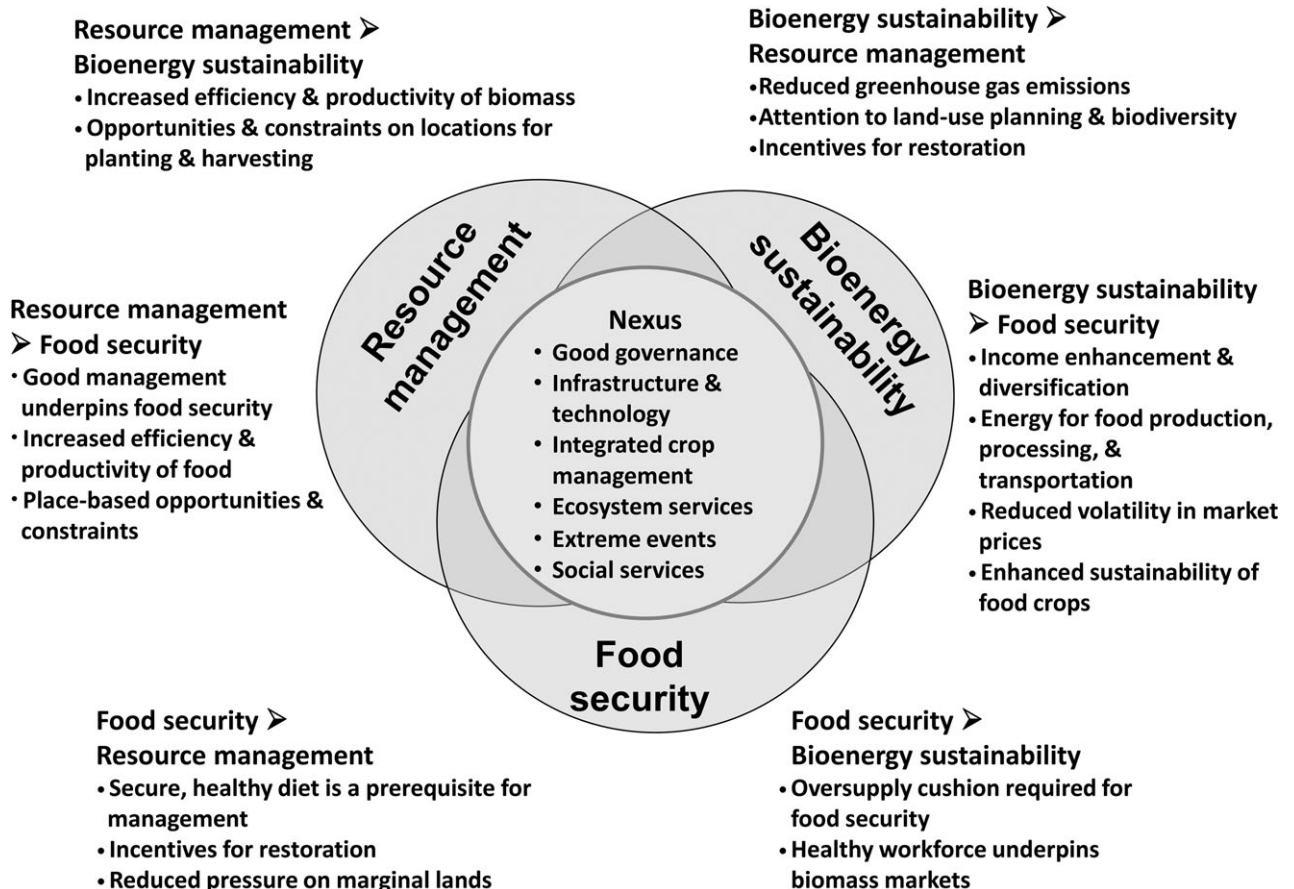 Resource management ➢
Bioenergy sustainability
• Increased efficiency & productivity of biomass
• Opportunities & constraints on locations for
planting & harvesting
Bioenergy sustainability ➢
Resource management
• Reduced greenhouse gas emissions
• Attention to land-use planning & biodiversity
• Incentives for restoration
Resource
management
Bioenergy
sustainability
Resource management
➢ Food security
• Good management
underpins food security
• Increased efficiency &
productivity of food
• Place-based opportunities &
constraints
Nexus
• Good governance
• Infrastructure &
technology
• Integrated crop
management
• Ecosystem services
• Extreme events
• Social services
Bioenergy sustainability
➢ Food security
• Income enhancement &
diversification
• Energy for food production,
processing, &
transportation
• Reduced volatility in market
prices
• Enhanced sustainability of
food crops
Food
security
Food security ➢
Resource management
• Secure, healthy diet is a prerequisite for
management
• Incentives for restoration
• Reduced pressure on marginal lands
Food security ➢
Bioenergy sustainability
• Oversupply cushion required for
food security
• Healthy workforce underpins
biomass markets